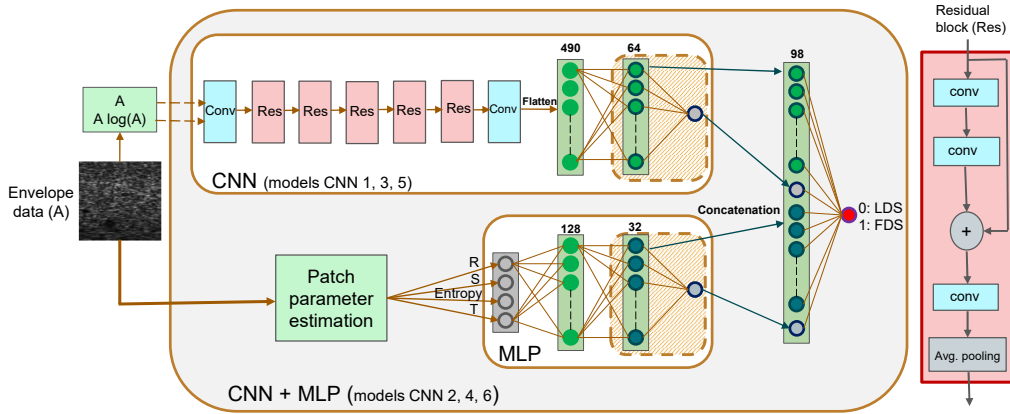 Residual
block (Res)
490
64
98
A
A log(A)
Conv
Res
Res
Res
Res
Res
Conv
Flatten
conv
conv
+
conv
Avg. pooling
CNN (models CNN 1, 3, 5)
Envelope
data (A)
Concatenation
0: LDS
1: FDS
128
32
Patch
parameter
estimation
R
S
Entropy
T
MLP
CNN + MLP (models CNN 2, 4, 6)